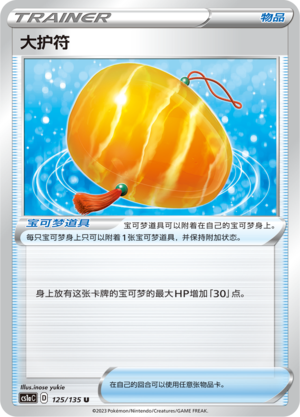 TRAINER 物品
大护符
宝可梦道具 宝可梦道具可以附着在自己的宝可梦身上。
每只宝可梦身上只可以附着1张宝可梦道具，并保持附加状态。
身上放有这张卡牌的宝可梦的最大HP增加「30」点。
Illus.inose yukie
CS1aC D 125/135 U
在自己的回合可以使用任意张物品卡。
©2023 Pokémon/Nintendo/Creatures/GAME FREAK.